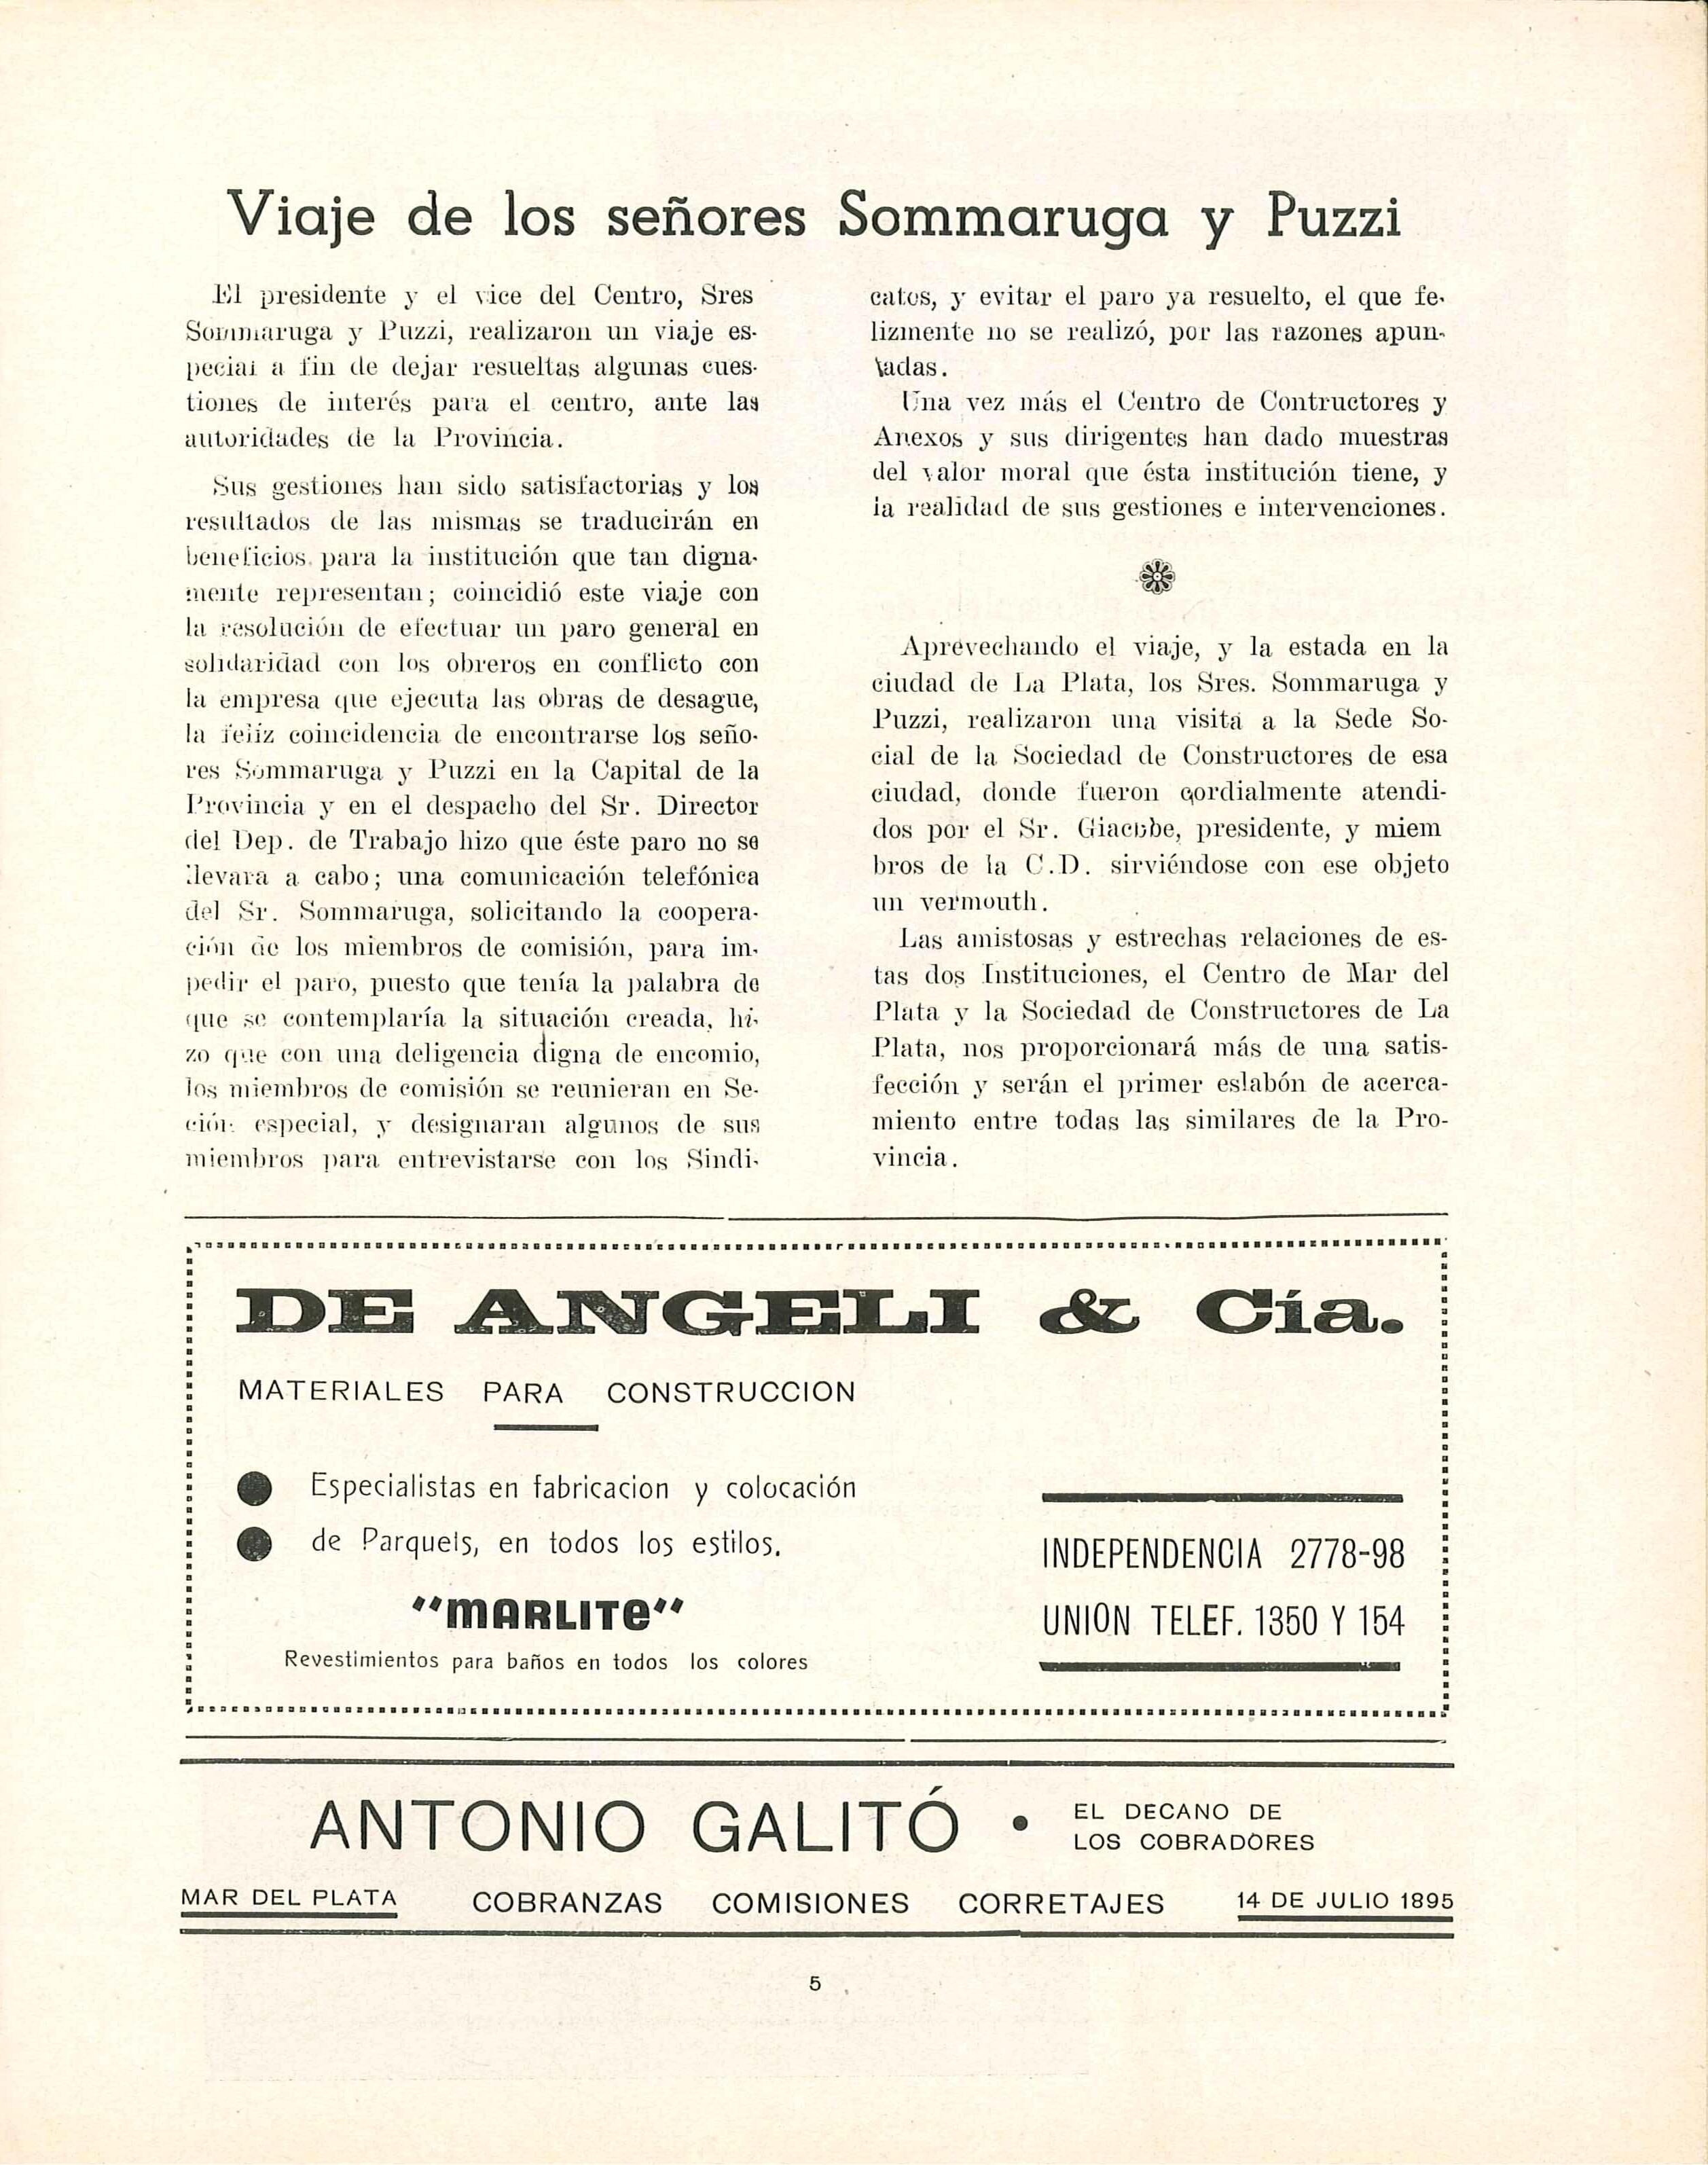 Viaje de los señores Sommaruga y Puzzi
El presidente y el vice del Centro, Sres
Sommaruga y Puzzi, realizaron un viaje es-
pecial a fin de dejar resueltas algunas cues-
tiones de interés para el centro, ante las
autoridades de la Provincia.
Sus gestiones han sido satisfactorias y los
resultados de las mismas se traducirán en
beneficios para la institución que tan digna-
mente representan; coincidió este viaje con
la resolución de efectuar un paro general en
solidaridad con los obreros en conflicto con
la empresa que ejecuta las obras de desague,
la feliz coincidencia de encontrarse los seño-
res Sommaruga y Puzzi en la Capital de la
Provincia y en el despacho del Sr. Director
del Dep. de Trabajo hizo que éste paro no se
llevara a cabo; una comunicación telefónica
del Sr. Sommaruga, solicitando la coopera-
ción de los miembros de comisión, para im-
pedir el paro, puesto que tenía la palabra de
que se contemplaría la situación creada, hi-
zo que con una deligencia digna de encomio,
los miembros de comisión se reunieran en Se-
ción especial, y designaran algunos de sus
miembros para entrevistarse con los Sindi-
catos, y evitar el paro ya resuelto, el que fe-
lizmente no se realizó, por las razones apun-
tadas.
Una vez más el Centro de Contructores y
Anexos y sus dirigentes han dado muestras
del valor moral que ésta institución tiene, y
la realidad de sus gestiones e intervenciones.
Aprevechando el viaje, y la estada en la
ciudad de La Plata, los Sres. Sommaruga y
Puzzi, realizaron una visita a la Sede So-
cial de la Sociedad de Constructores de esa
ciudad, donde fueron cordialmente atendi-
dos por el Sr. Giacobe, presidente, y miem
bros de la C.D. sirviéndose con ese objeto
un vermouth.
Las amistosas y estrechas relaciones de es-
tas dos Instituciones, el Centro de Mar del
Plata y la Sociedad de Constructores de La
Plata, nos proporcionará más de una satis-
fección y serán el primer eslabón de acerca-
miento entre todas las similares de la Pro-
vincia.
DE ANGELI & Cía.
MATERIALES PARA CONSTRUCCION
● Especialistas en fabricacion y colocación
● de Parquets, en todos los estilos.
"MARLITE"
Revestimientos para baños en todos los colores
INDEPENDENCIA 2778-98
UNION TELEF. 1350 Y 154
ANTONIO GALITÓ •
EL DECANO DE
LOS COBRADORES
MAR DEL PLATA COBRANZAS COMISIONES CORRETAJES 14 DE JULIO 1895
5